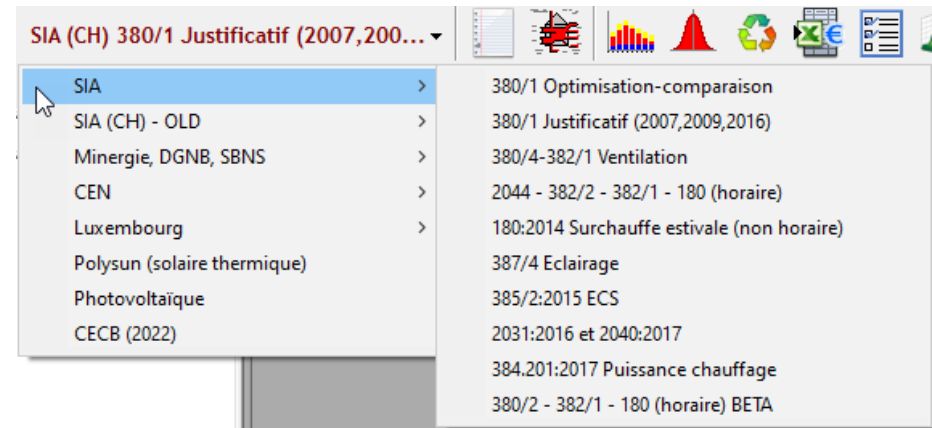 SIA (CH) 380/1 Justificatif (2007,200...
SIA
SIA (CH) - OLD
Minergie, DGNB, SBNS
CEN
Luxembourg
Polysun (solaire thermique)
Photovoltaïque
CECB (2022)
380/1 Optimisation-comparaison
380/1 Justificatif (2007,2009,2016)
380/4-382/1 Ventilation
2044 - 382/2 - 382/1 - 180 (horaire)
180:2014 Surchauffe estivale (non horaire)
387/4 Eclairage
385/2:2015 ECS
2031:2016 et 2040:2017
384.201:2017 Puissance chauffage
380/2 - 382/1 - 180 (horaire) BETA